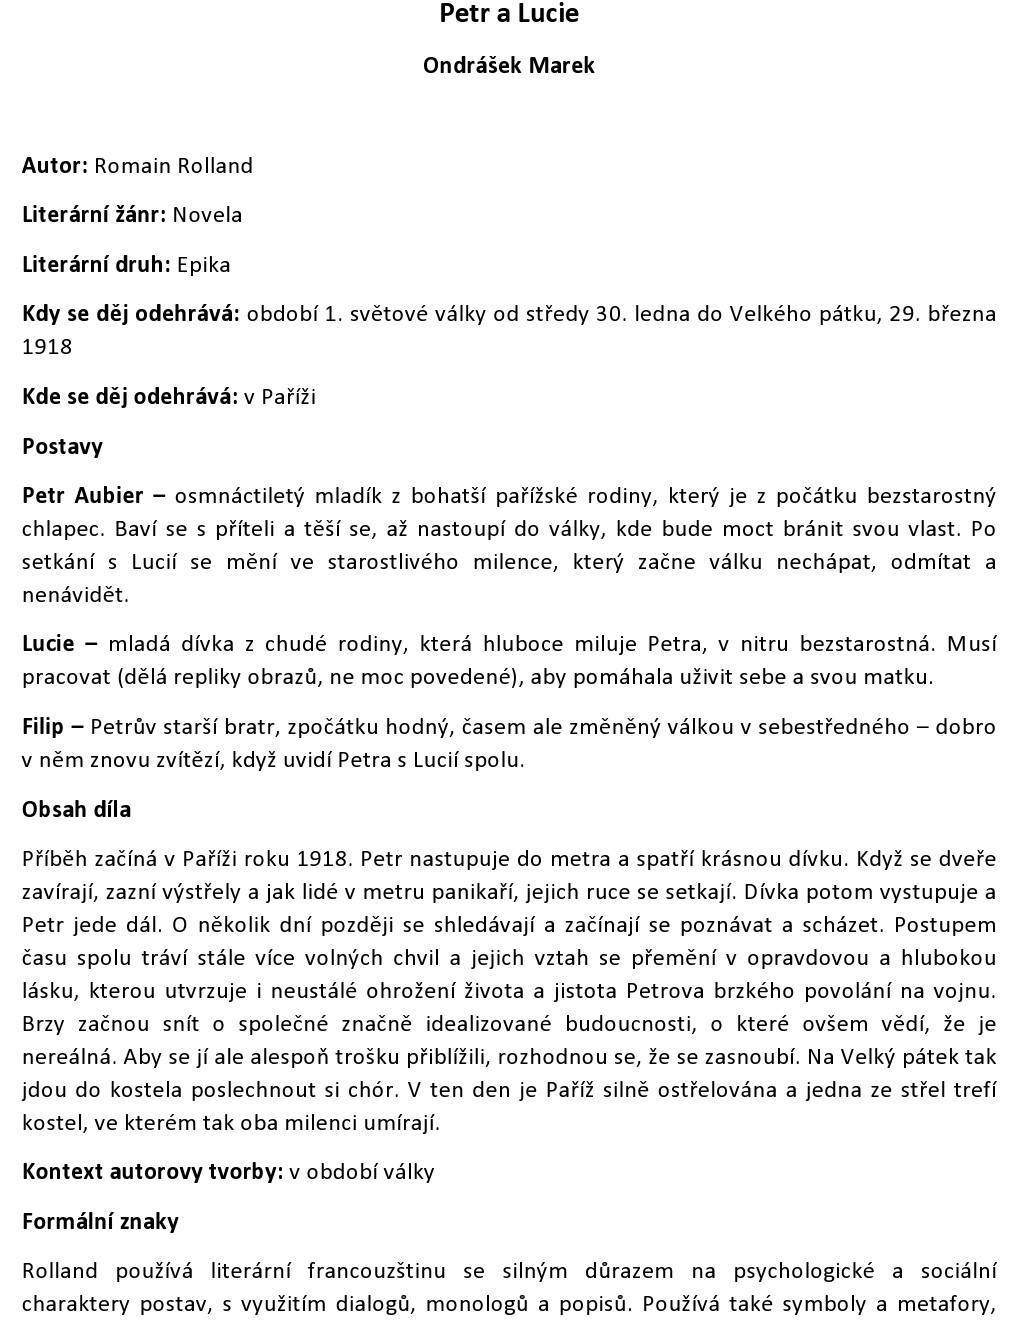 Petr a Lucie
Ondrášek Marek
Autor: Romain Rolland
Literární žánr: Novela
Literární druh: Epika
Kdy se děj odehrává: období 1. světové války od středy 30. ledna do Velkého pátku, 29. března
1918
Kde se děj odehrává: v Paříži
Postavy
Petr Aubier – osmnáctiletý mladík z bohatší pařížské rodiny, který je z počátku bezstarostný
chlapec. Baví se s příteli a těší se, až nastoupí do války, kde bude moct bránit svou vlast. Po
setkání s Lucií se mění ve starostlivého milence, který začne válku nechápat, odmítat a
nenávidět.
Lucie – mladá dívka z chudé rodiny, která hluboce miluje Petra, v nitru bezstarostná. Musí
pracovat (dělá repliky obrazů, ne moc povedené), aby pomáhala uživit sebe a svou matku.
Filip – Petrův starší bratr, zpočátku hodný, časem ale změněný válkou v sebestředného – dobro
v něm znovu zvítězí, když uvidí Petra s Lucií spolu.
Obsah díla
Příběh začíná v Paříži roku 1918. Petr nastupuje do metra a spatří krásnou dívku. Když se dveře
zavírají, zazní výstřely a jak lidé v metru panikaří, jejich ruce se setkají. Dívka potom vystupuje a
Petr jede dál. O několik dní později se shledávají a začínají se poznávat a scházet. Postupem
času spolu tráví stále více volných chvil a jejich vztah se přemění v opravdovou a hlubokou
lásku, kterou utvrzuje i neustálé ohrožení života a jistota Petrova brzkého povolání na vojnu.
Brzy začnou snít o společné značně idealizované budoucnosti, o které ovšem vědí, že je
nereálná. Aby se jí ale alespoň trošku přiblížili, rozhodnou se, že se zasnoubí. Na Velký pátek tak
jdou do kostela poslechnout si chór. V ten den je Paříž silně ostřelována a jedna ze střel trefí
kostel, ve kterém tak oba milenci umírají.
Kontext autorovy tvorby: v období války
Formální znaky
Rolland používá literární francouzštinu se silným důrazem na psychologické a sociální
charaktery postav, s využitím dialogů, monologů a popisů. Používá také symboly a metafory,